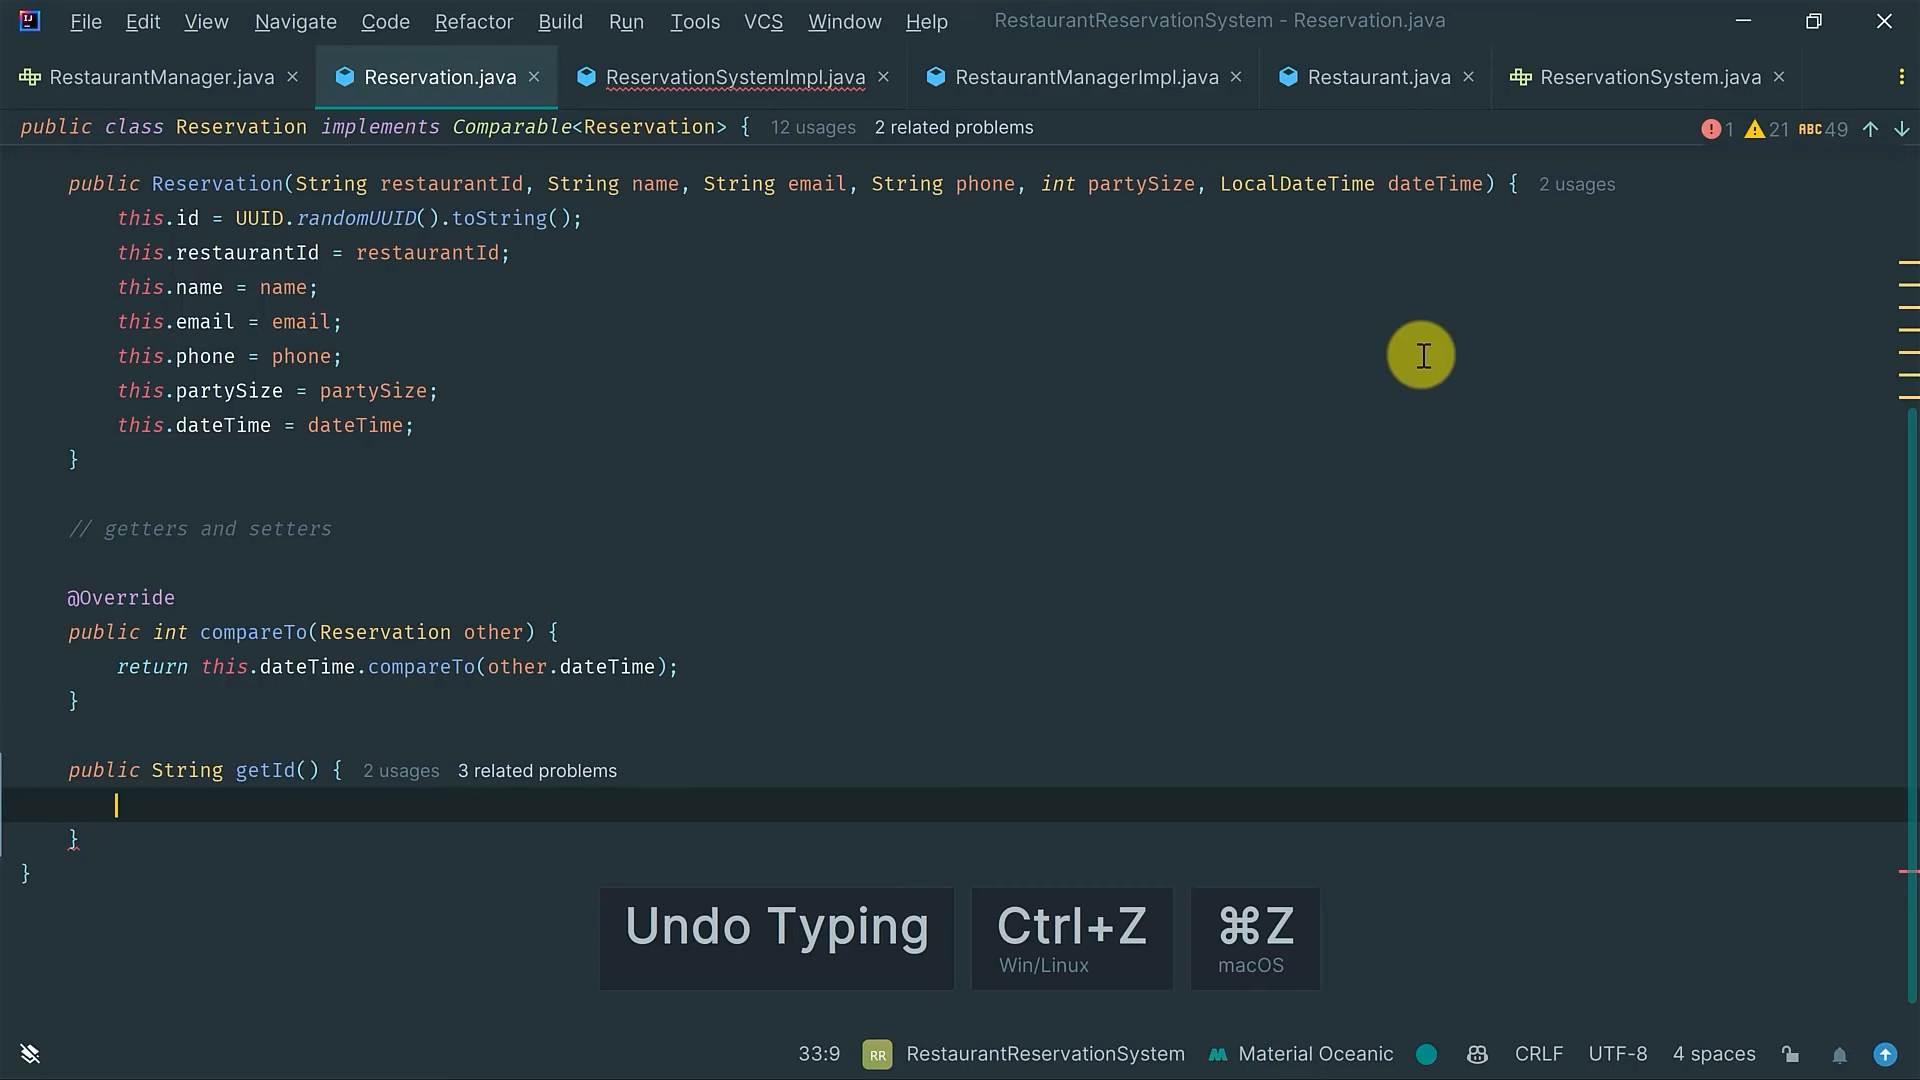 File Edit View Navigate Code Refactor Build Run Tools VCS Window Help RestaurantReservationSystem - Reservation.java
RestaurantManager.java Reservation.java ReservationSystemImpl.java RestaurantManagerImpl.java Restaurant.java ReservationSystem.java
public class Reservation implements Comparable<Reservation> { 12 usages 2 related problems 1 21 ABC 49
public Reservation(String restaurantId, String name, String email, String phone, int partySize, LocalDateTime dateTime) { 2 usages
this.id = UUID.randomUUID().toString();
this.restaurantId = restaurantId;
this.name = name;
this.email = email;
this.phone = phone;
this.partySize = partySize;
this.dateTime = dateTime;
}
// getters and setters
@Override
public int compareTo(Reservation other) {
return this.dateTime.compareTo(other.dateTime);
}
public String getId() { 2 usages 3 related problems
}
}
Undo Typing Ctrl+Z ⌘Z
Win/Linux macOS
33:9 RR RestaurantReservationSystem Material Oceanic CRLF UTF-8 4 spaces